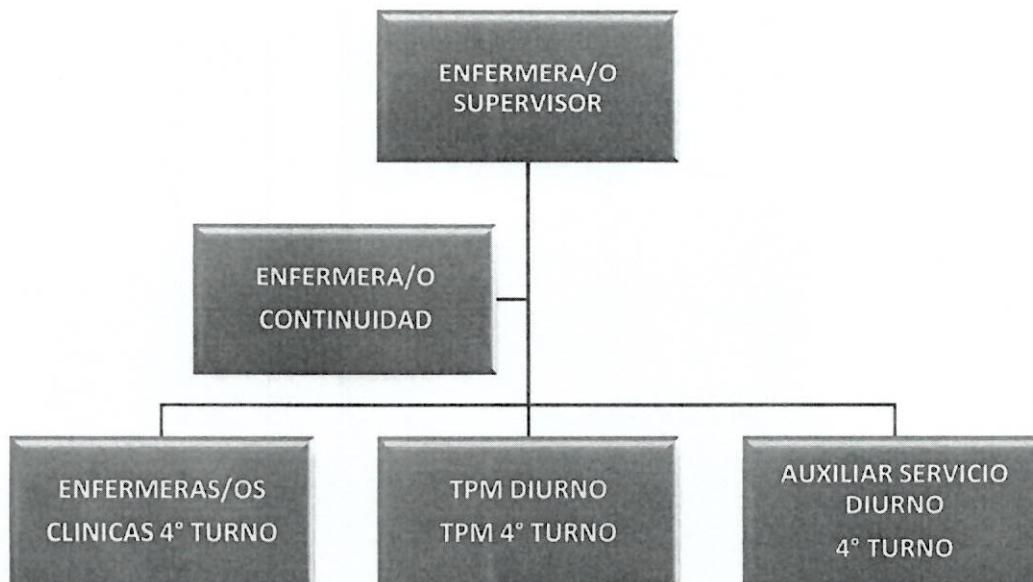 ENFERMERA/O
SUPERVISOR
ENFERMERA/O
CONTINUIDAD
ENFERMERAS/OS
CLINICAS 4° TURNO
TPM DIURNO
TPM 4° TURNO
AUXILIAR SERVICIO
DIURNO
4° TURNO